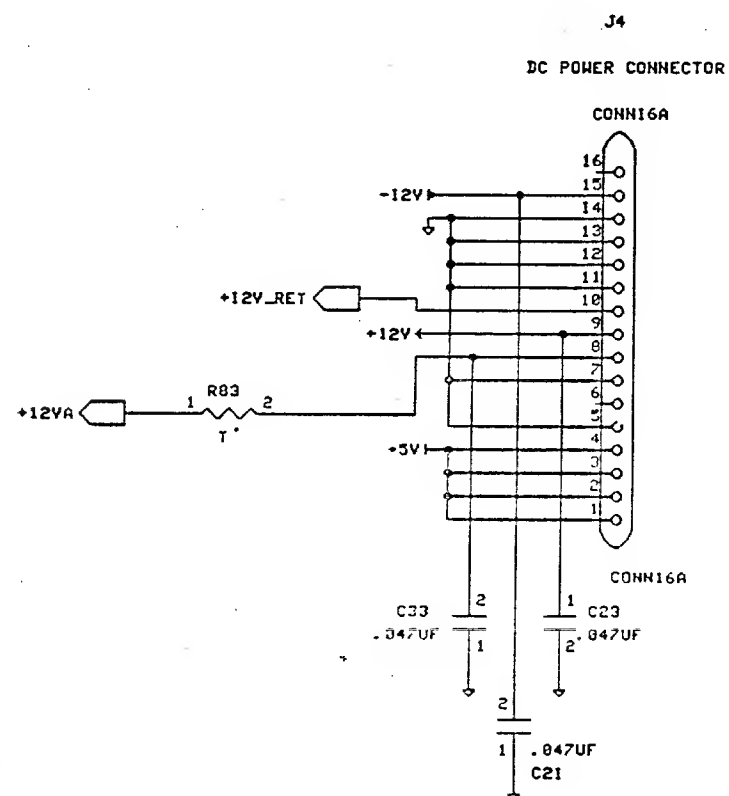 J4
DC POWER CONNECTOR
CONN16A
16
15
-12V
14
13
12
11
+12V_RET
10
9
+12V
8
7
R83
1 2
+12VA
6
5
T
4
+5V
3
2
1
CONN16A
2 1
C33 C23
.047UF .047UF
1 2
2
1 .047UF
C21